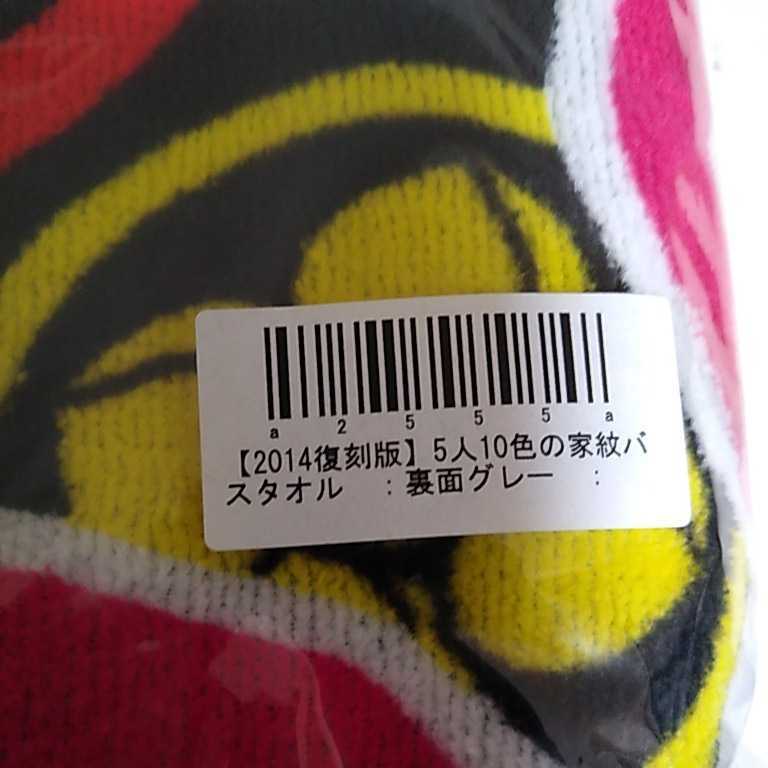 a 2 5 5 5 a
【2014復刻版】5人10色の家紋バ
スタオル　：裏面グレー　：